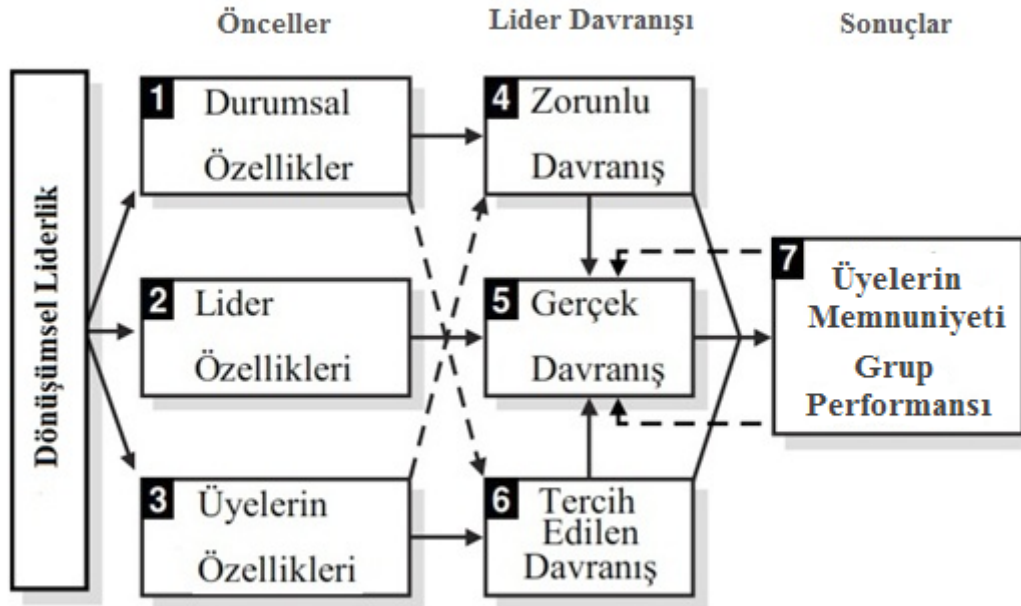 Önceller
Lider Davranışı
Sonuçlar
Dönüşümsel Liderlik
1 Durumsal
Özellikler
2 Lider
Özellikleri
3 Üyelerin
Özellikleri
4 Zorunlu
Davranış
5 Gerçek
Davranış
6 Tercih
Edilen
Davranış
7 Üyelerin
Memnuniyeti
Grup
Performansı